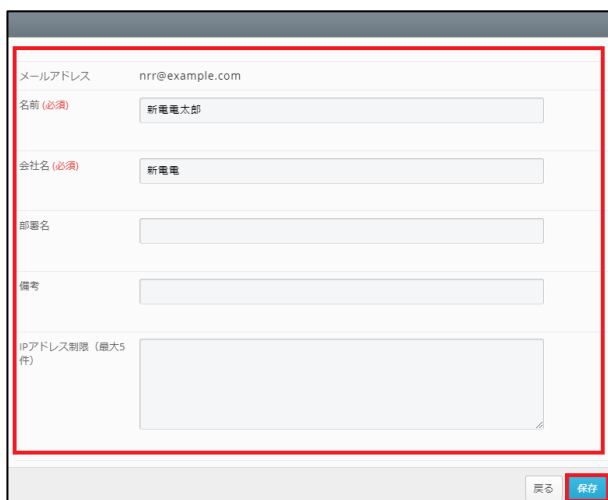 メールアドレス nrr@example.com
名前 (必須) 新電電太郎
会社名 (必須) 新電電
部署名
備考
IPアドレス制限（最大5
件）
戻る 保存